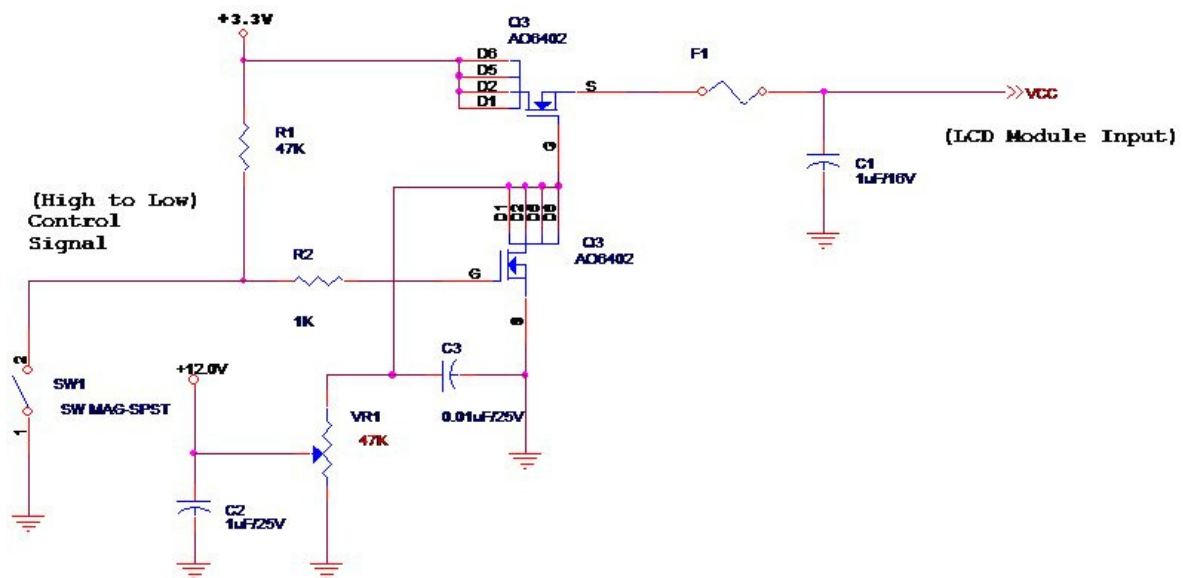 +3.3V
Q3
AO6402
F1
D6
D5
D2
D1
S
VCC
(LCD Module Input)
R1
47K
G
C1
1uF/16V
(High to Low)
Control
Signal
D1
D2
Q3
AO6402
R2
G
1K
S
C3
2
+12.0V
SW1
SW MAG-SPST
VR1
47K
0.01uF/25V
1
C2
1uF/25V